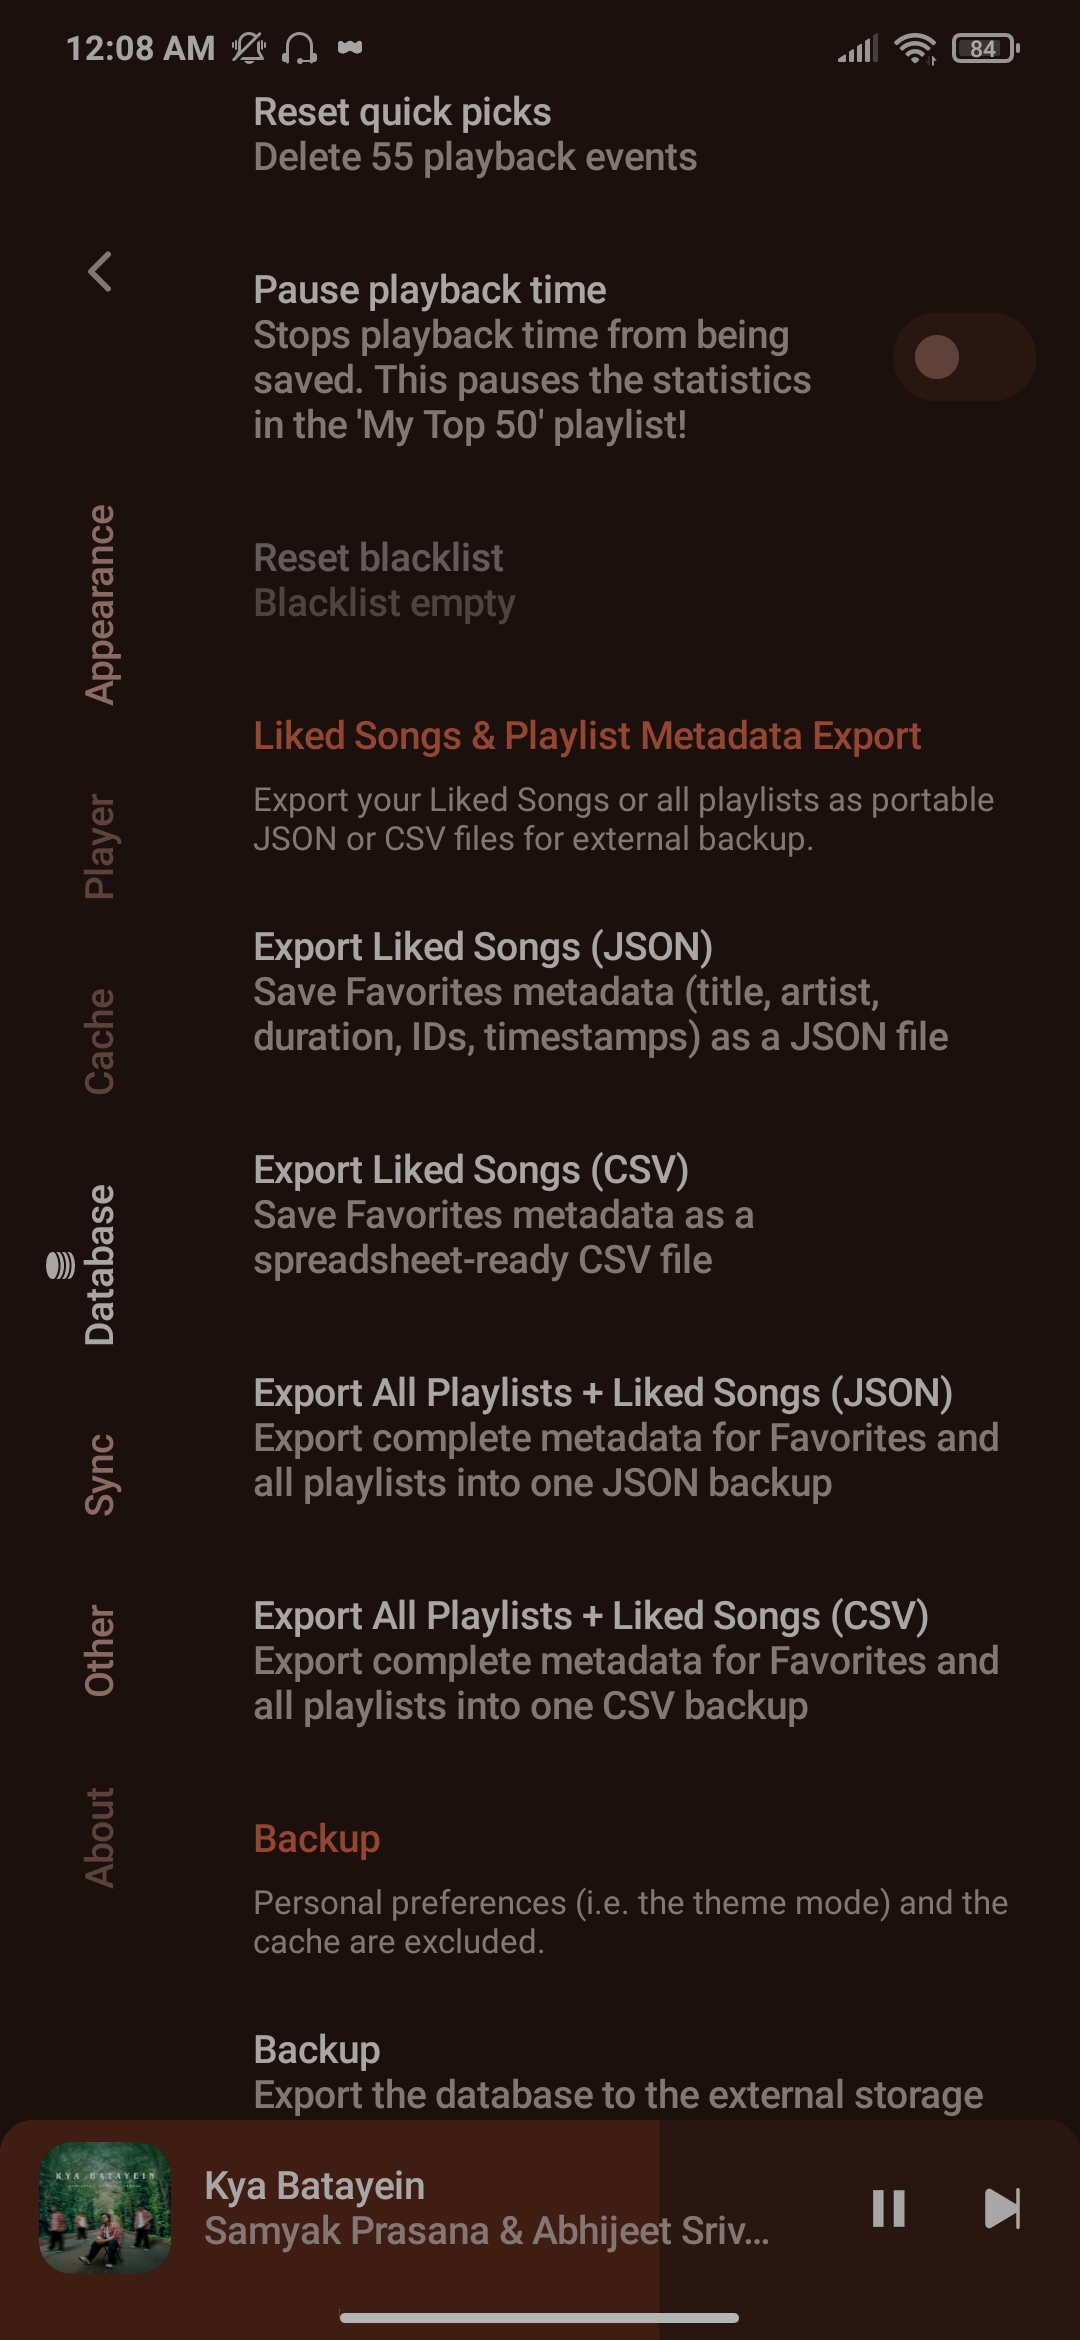 12:08 AM
84
Reset quick picks
Delete 55 playback events
Pause playback time
Stops playback time from being
saved. This pauses the statistics
in the 'My Top 50' playlist!
Reset blacklist
Blacklist empty
Liked Songs & Playlist Metadata Export
Export your Liked Songs or all playlists as portable
JSON or CSV files for external backup.
Export Liked Songs (JSON)
Save Favorites metadata (title, artist,
duration, IDs, timestamps) as a JSON file
Export Liked Songs (CSV)
Save Favorites metadata as a
spreadsheet-ready CSV file
Export All Playlists + Liked Songs (JSON)
Export complete metadata for Favorites and
all playlists into one JSON backup
Export All Playlists + Liked Songs (CSV)
Export complete metadata for Favorites and
all playlists into one CSV backup
Backup
Personal preferences (i.e. the theme mode) and the
cache are excluded.
Backup
Export the database to the external storage
Appearance
Player
Cache
Database
Sync
Other
About
KYA BATAYEIN
Kya Batayein
Samyak Prasana & Abhijeet Sriv...